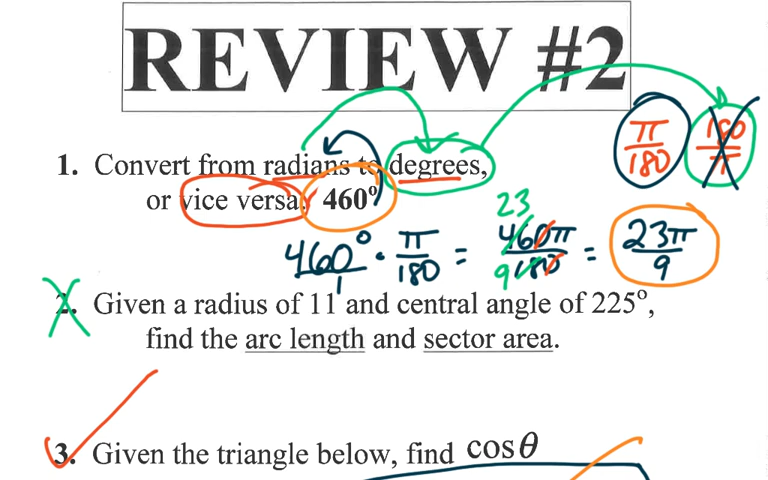 REVIEW #2
π/180 180/π
1. Convert from radians to degrees,
or vice versa. 460°
23
460°/1 · π/180 = 460π/180 = 23π/9
9
2. Given a radius of 11 and central angle of 225°,
find the arc length and sector area.
3. Given the triangle below, find cosθ